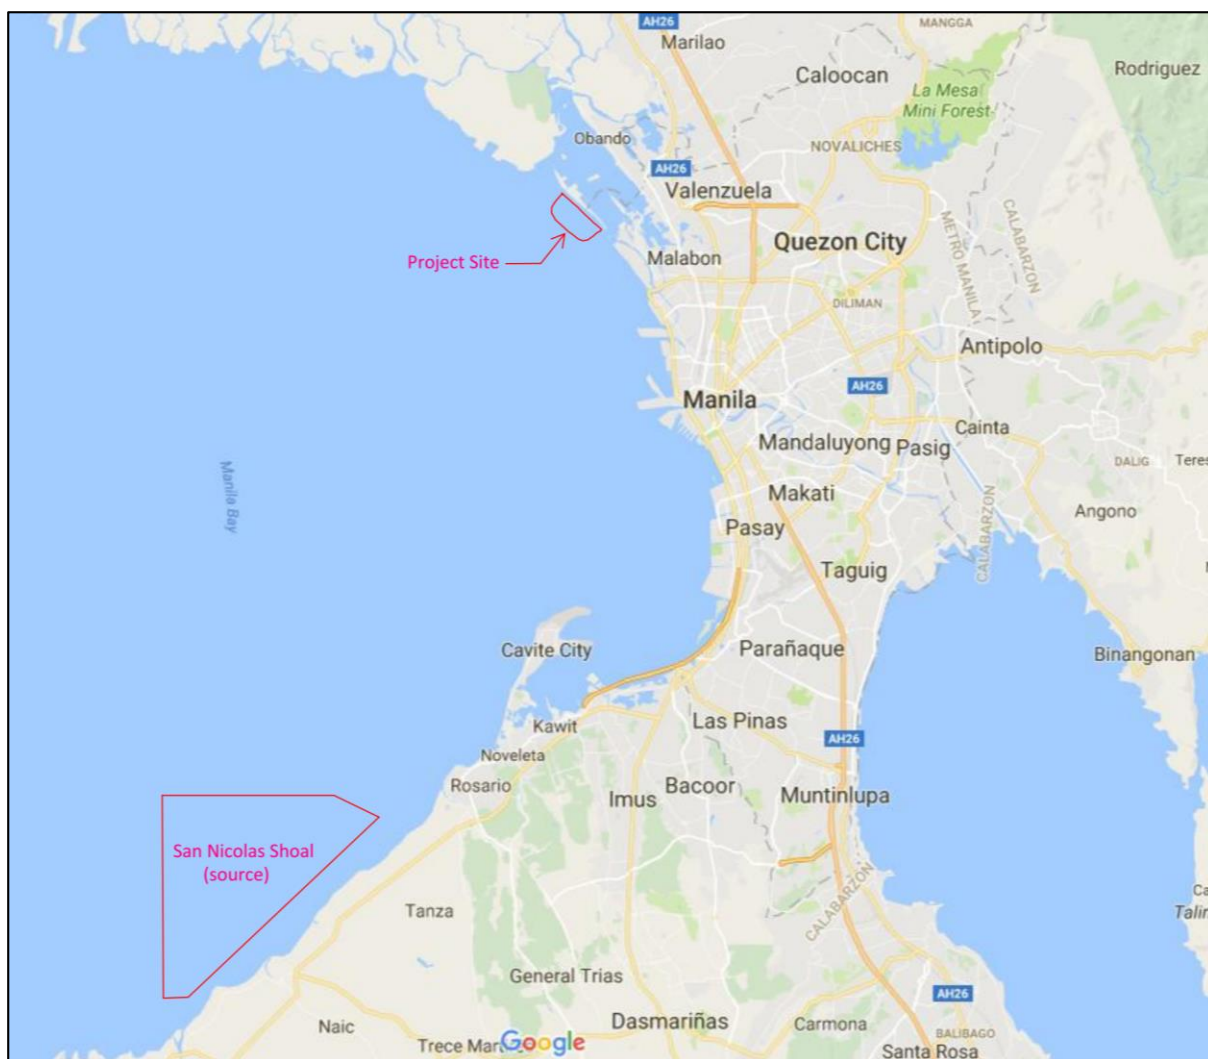 MANGGA
AH26
Marilao
Rodriguez
Caloocan
La Mesa
Mini Forest
Obando
NOVALICHES
AH26
Valenzuela
CALABARZON
METRO MANILA
Quezon City
Malabon
Project Site
DILIMAN
Antipolo
AH26
Manila
Cainta
Mandaluyong
Pasig
DALIG
Teres
Manila Bay
Makati
Angono
Pasay
CALABARZON
Taguig
Cavite City
Parañaque
Binangonan
Las Pinas
Kawit
AH26
Noveleta
Rosario
Bacoor
Imus
Muntinlupa
San Nicolas Shoal
(source)
CALABARZON
Ca
Talir
Tanza
General Trias
AH26
Naic
Dasmariñas
Carmona
BALIBAGO
Trece Mart
Google
Santa Rosa